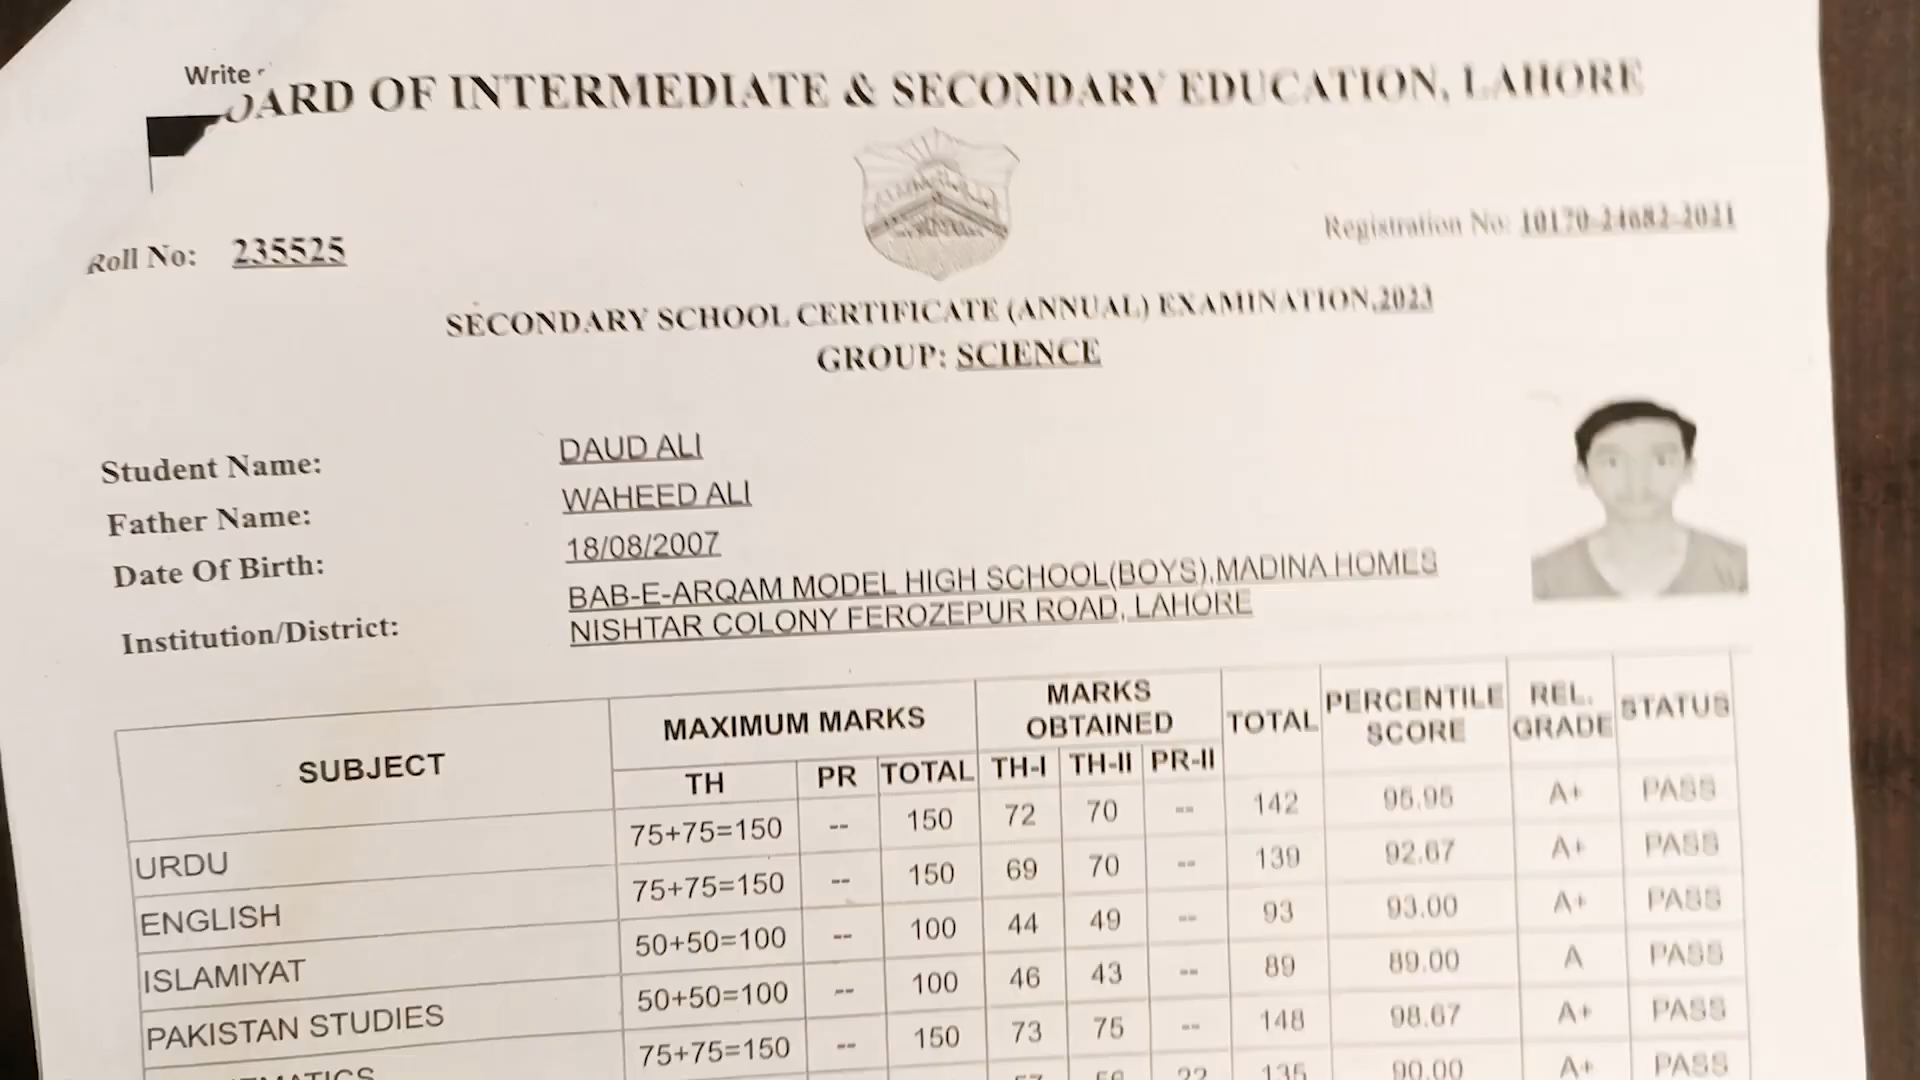 Write
OARD OF INTERMEDIATE & SECONDARY EDUCATION, LAHORE
Roll No: 235525
Registration No: 10170-24682-2021
SECONDARY SCHOOL CERTIFICATE (ANNUAL) EXAMINATION,2023
GROUP: SCIENCE
Student Name: DAUD ALI
Father Name: WAHEED ALI
Date Of Birth: 18/08/2007
Institution/District: BAB-E-ARQAM MODEL HIGH SCHOOL(BOYS),MADINA HOMES
NISHTAR COLONY FEROZEPUR ROAD, LAHORE
SUBJECT MAXIMUM MARKS MARKS OBTAINED TOTAL PERCENTILE SCORE REL. GRADE STATUS
TH PR TOTAL TH-I TH-II PR-II
URDU 75+75=150 -- 150 72 70 -- 142 95.95 A+ PASS
ENGLISH 75+75=150 -- 150 69 70 -- 139 92.67 A+ PASS
ISLAMIYAT 50+50=100 -- 100 44 49 -- 93 93.00 A+ PASS
PAKISTAN STUDIES 50+50=100 -- 100 46 43 -- 89 89.00 A PASS
75+75=150 -- 150 73 75 -- 148 98.67 A+ PASS
135 90.00 A+ PASS